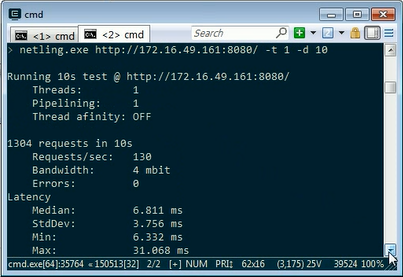 cmd
<1> cmd
<2> cmd
Search
> netling.exe http://172.16.49.161:8080/ -t 1 -d 10
Running 10s test @ http://172.16.49.161:8080/
Threads: 1
Pipelining: 1
Thread afinity: OFF
1304 requests in 10s
Requests/sec: 130
Bandwidth: 4 mbit
Errors: 0
Latency
Median: 6.811 ms
StdDev: 3.756 ms
Min: 6.332 ms
Max: 31.068 ms
cmd.exe[64]:35764 « 150513[32] 2/2 [+] NUM PRI↕ 62x16 (3,175) 25V 39524 100%